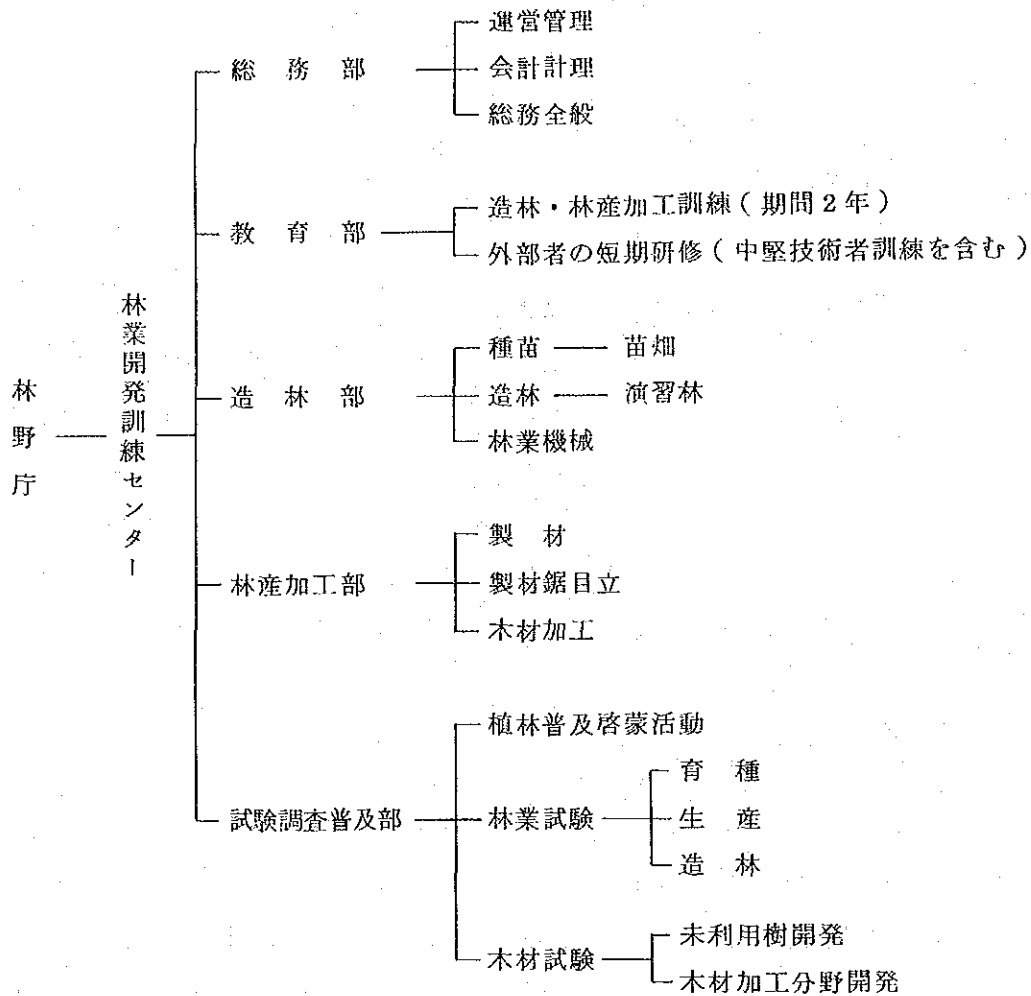 林野庁
林業開発訓練センター
総務部
運営管理
会計計理
総務全般
教育部
造林・林産加工訓練(期間2年)
外部者の短期研修(中堅技術者訓練を含む)
造林部
種苗
苗畑
造林
演習林
林業機械
林産加工部
製材
製材鋸目立
木材加工
試験調査普及部
植林普及啓蒙活動
林業試験
育種
生産
造林
木材試験
未利用樹開発
木材加工分野開発